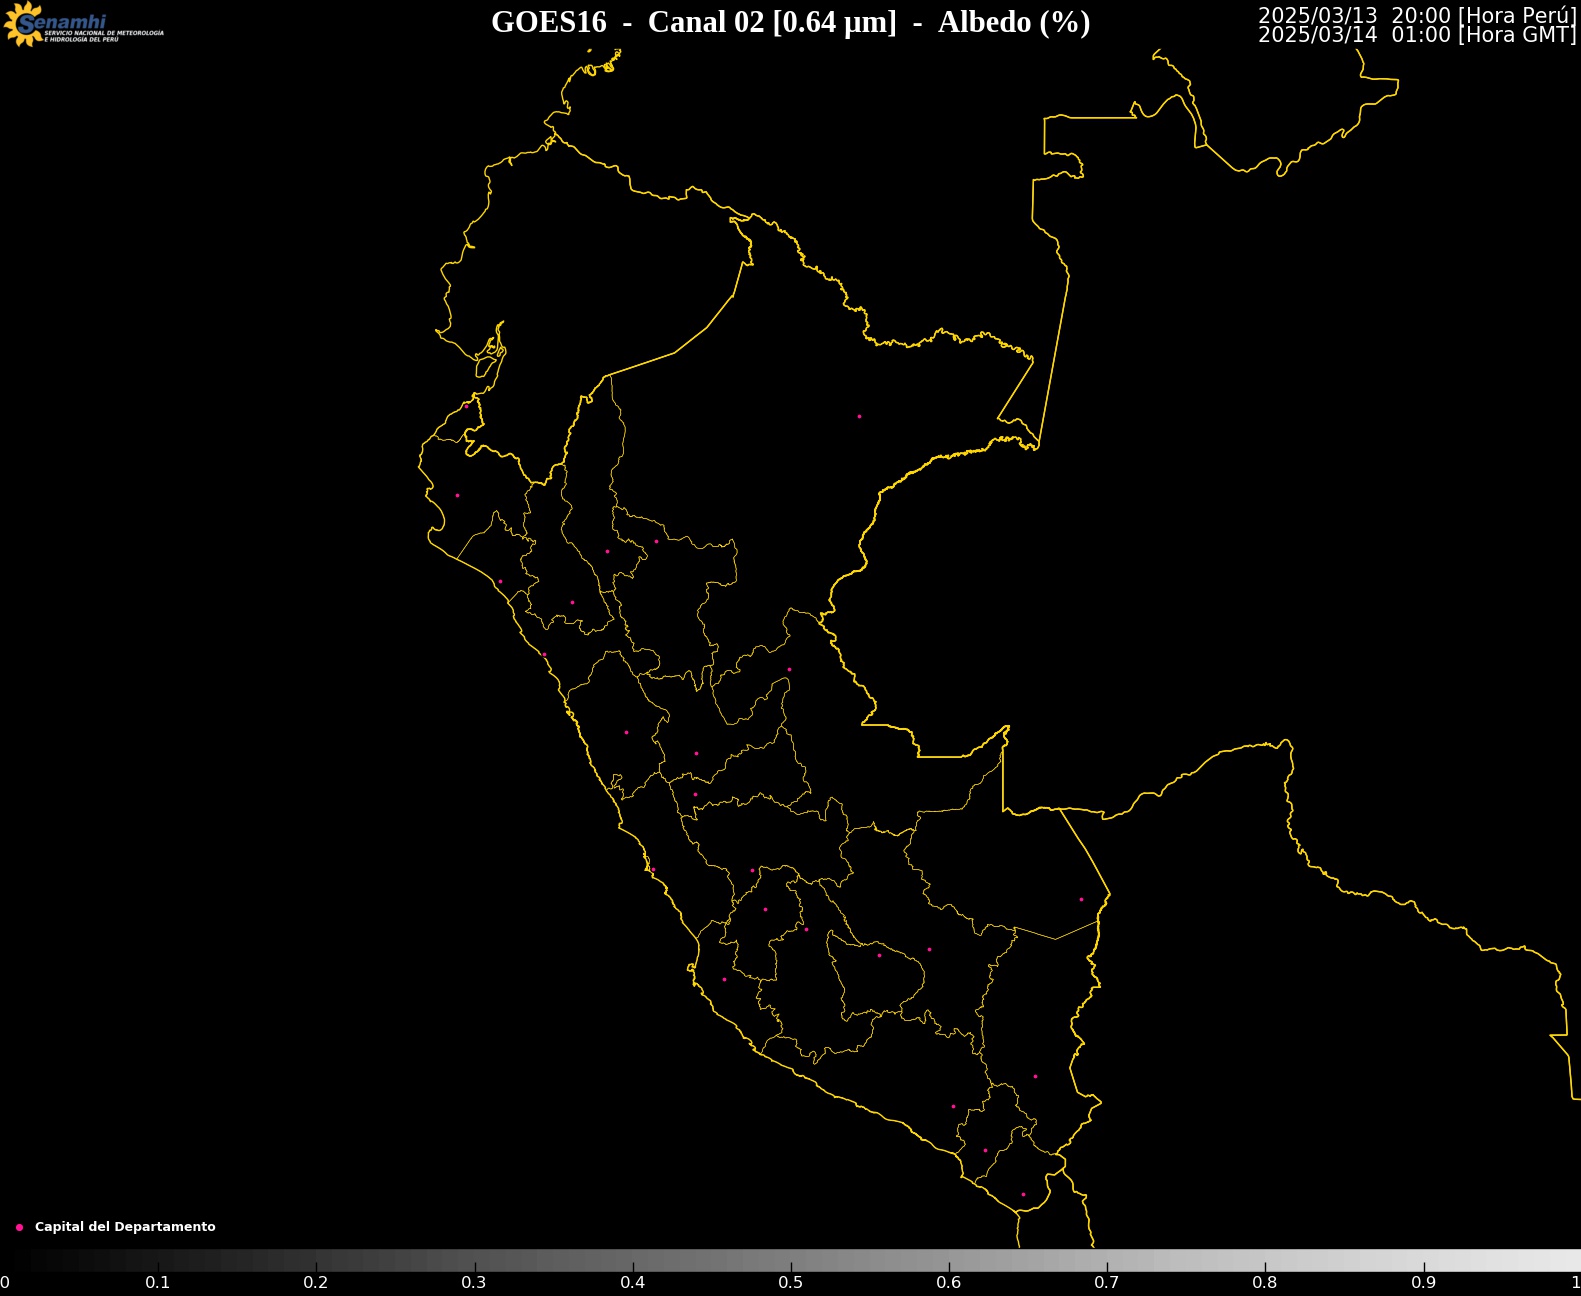 Senamhi
SERVICIO NACIONAL DE METEOROLOGÍA
E HIDROLOGÍA DEL PERÚ
GOES16 - Canal 02 [0.64 µm] - Albedo (%)
2025/03/13 20:00 [Hora Perú]
2025/03/14 01:00 [Hora GMT]
Capital del Departamento
0 0.1 0.2 0.3 0.4 0.5 0.6 0.7 0.8 0.9 1